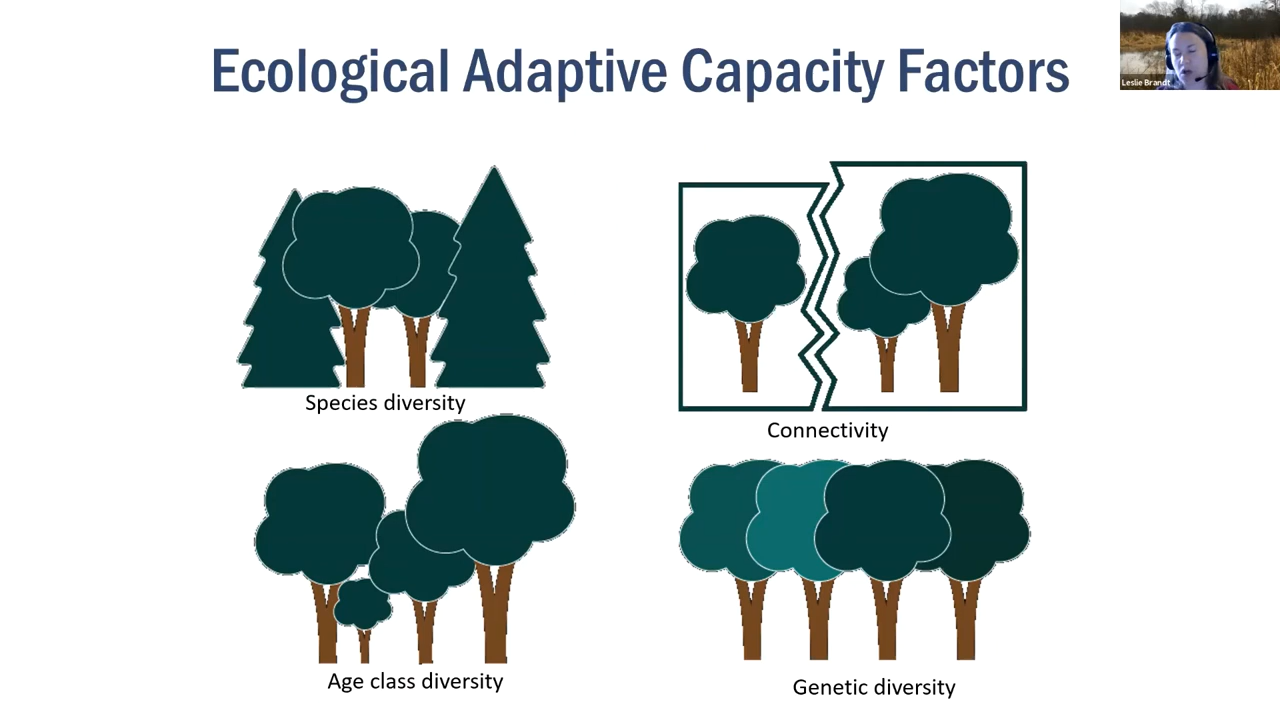 Ecological Adaptive Capacity Factors
Leslie Brandt
Species diversity
Connectivity
Age class diversity
Genetic diversity